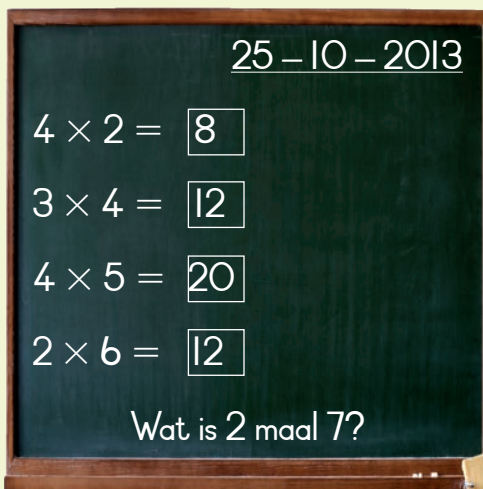 25 – 10 – 2013
4 × 2 = 8
3 × 4 = 12
4 × 5 = 20
2 × 6 = 12
Wat is 2 maal 7?